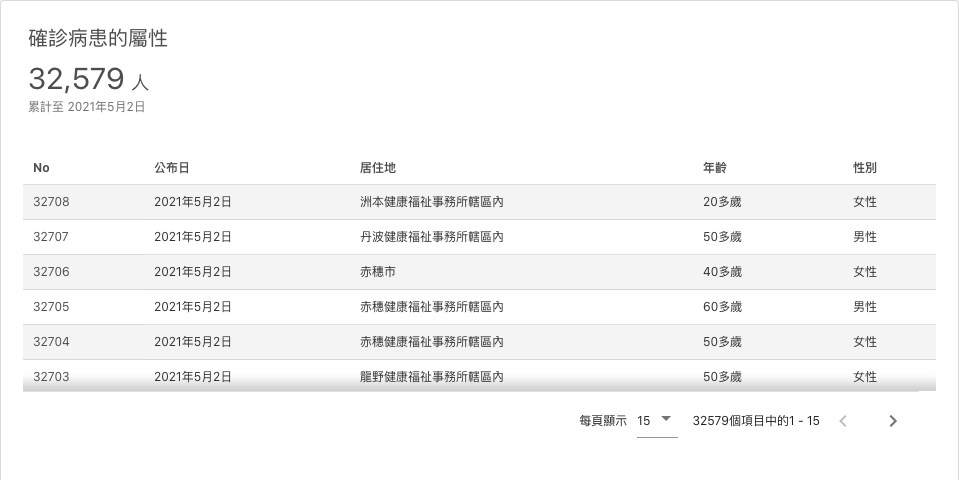 確診病患的屬性
32,579 人
累計至 2021年5月2日
No 公布日 居住地 年齡 性別
32708 2021年5月2日 洲本健康福祉事務所轄區內 20多歲 女性
32707 2021年5月2日 丹波健康福祉事務所轄區內 50多歲 男性
32706 2021年5月2日 赤穗市 40多歲 女性
32705 2021年5月2日 赤穗健康福祉事務所轄區內 60多歲 男性
32704 2021年5月2日 赤穗健康福祉事務所轄區內 50多歲 女性
32703 2021年5月2日 龍野健康福祉事務所轄區內 50多歲 女性
每頁顯示 15 32579個項目中的1 - 15